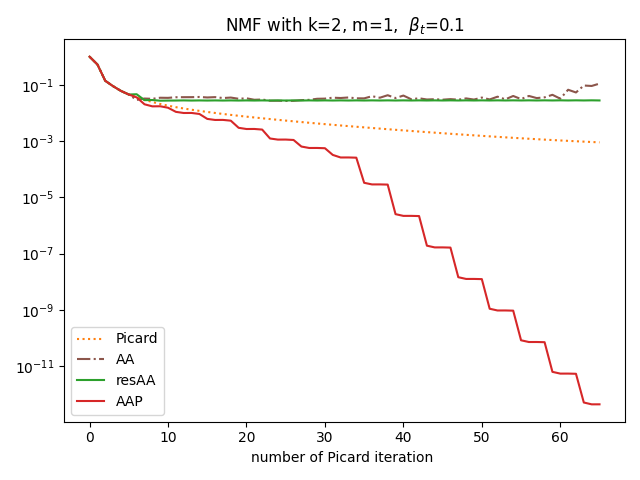 NMF with k=2, m=1, βt=0.1
10⁻¹
10⁻³
10⁻⁵
10⁻⁷
10⁻⁹
10⁻¹¹
Picard
AA
resAA
AAP
0 10 20 30 40 50 60
number of Picard iteration